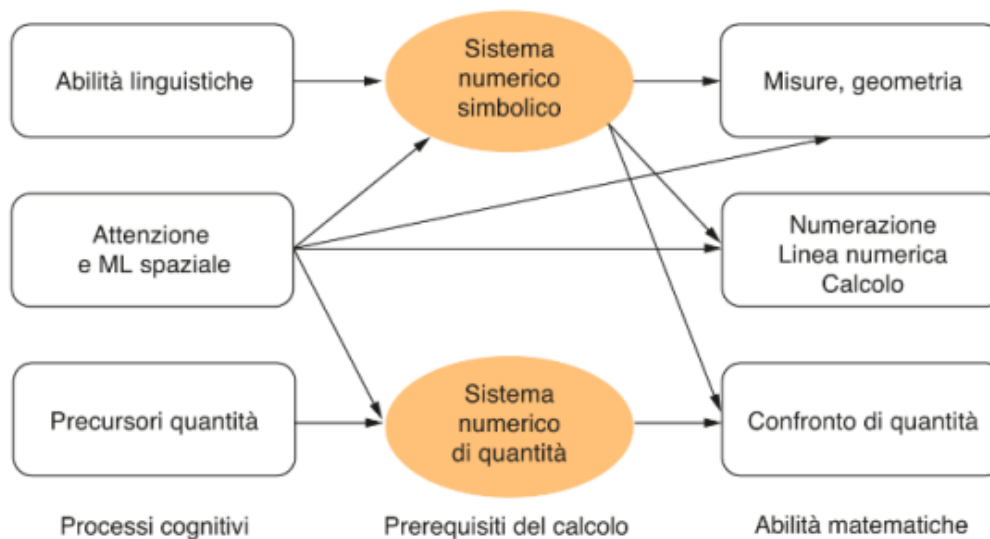 Abilità linguistiche
Sistema
numerico
simbolico
Misure, geometria
Attenzione
e ML spaziale
Numerazione
Linea numerica
Calcolo
Precursori quantità
Sistema
numerico
di quantità
Confronto di quantità
Processi cognitivi
Prerequisiti del calcolo
Abilità matematiche